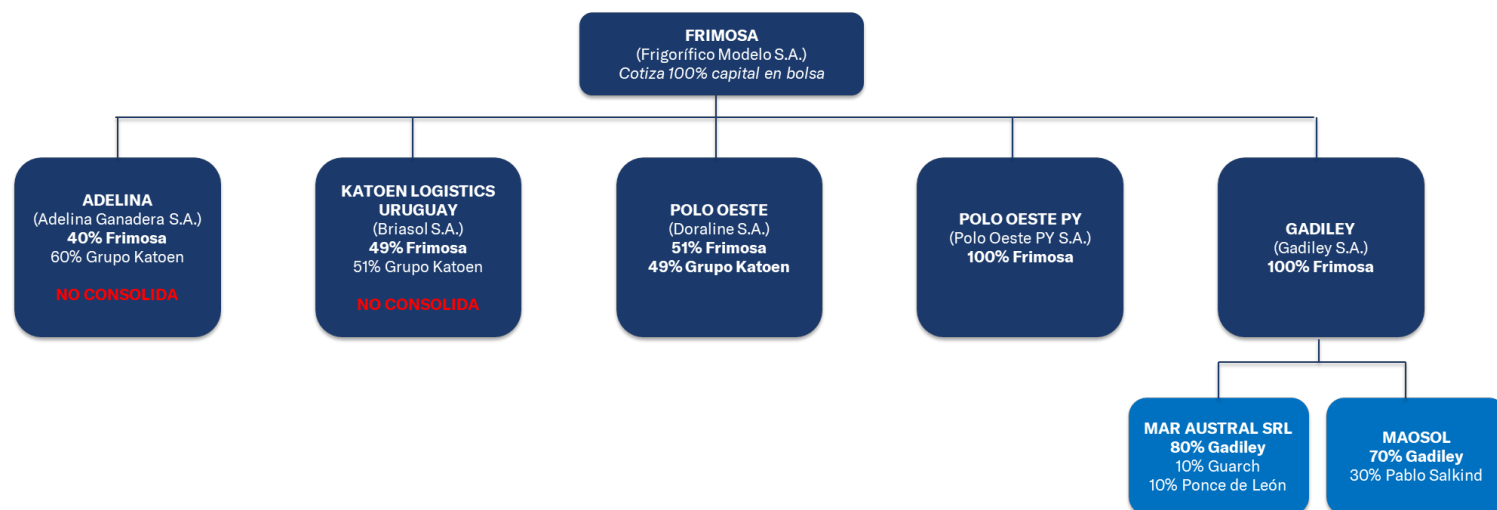 FRIMOSA
(Frigorífico Modelo S.A.)
Cotiza 100% capital en bolsa
ADELINA
(Adelina Ganadera S.A.)
40% Frimosa
60% Grupo Katoen
NO CONSOLIDA
KATOEN LOGISTICS
URUGUAY
(Briasol S.A.)
49% Frimosa
51% Grupo Katoen
NO CONSOLIDA
POLO OESTE
(Doraline S.A.)
51% Frimosa
49% Grupo Katoen
POLO OESTE PY
(Polo Oeste PY S.A.)
100% Frimosa
GADILEY
(Gadiley S.A.)
100% Frimosa
MAR AUSTRAL SRL
80% Gadiley
10% Guarch
10% Ponce de León
MAOSOL
70% Gadiley
30% Pablo Salkind